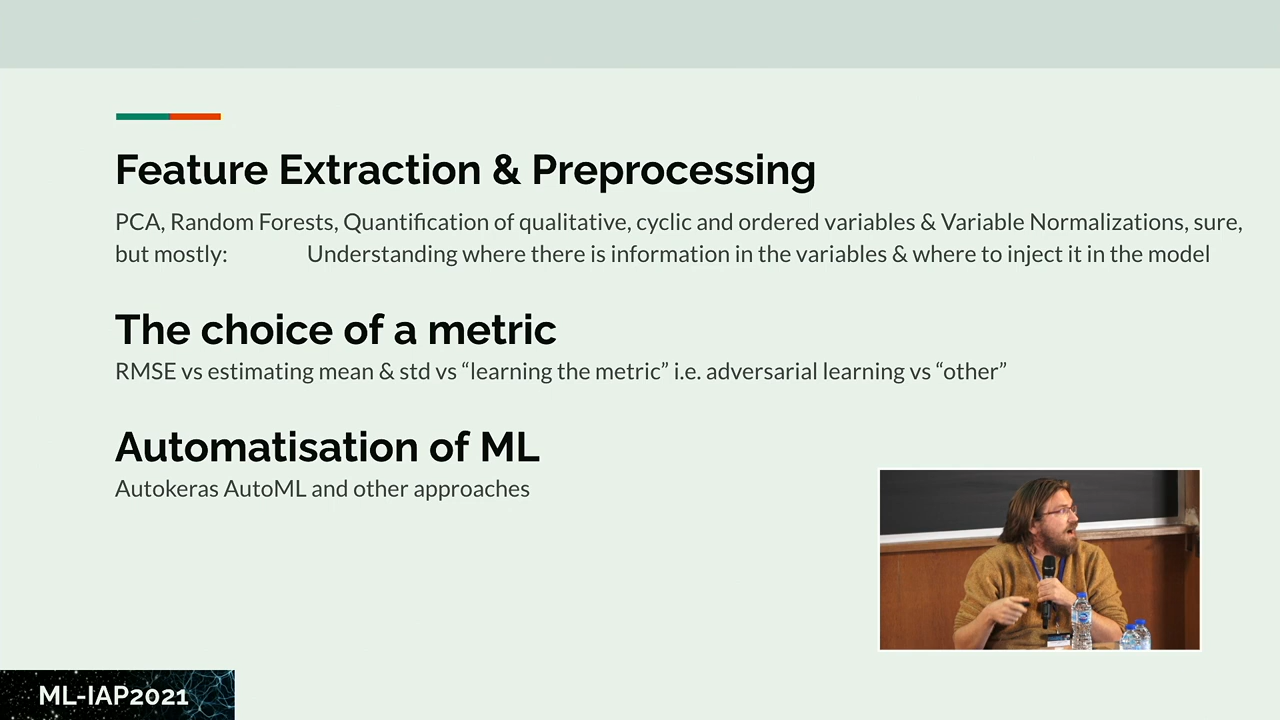 Feature Extraction & Preprocessing
PCA, Random Forests, Quantification of qualitative, cyclic and ordered variables & Variable Normalizations, sure,
but mostly: Understanding where there is information in the variables & where to inject it in the model
The choice of a metric
RMSE vs estimating mean & std vs “learning the metric” i.e. adversarial learning vs “other”
Automatisation of ML
Autokeras AutoML and other approaches
ML-IAP2021